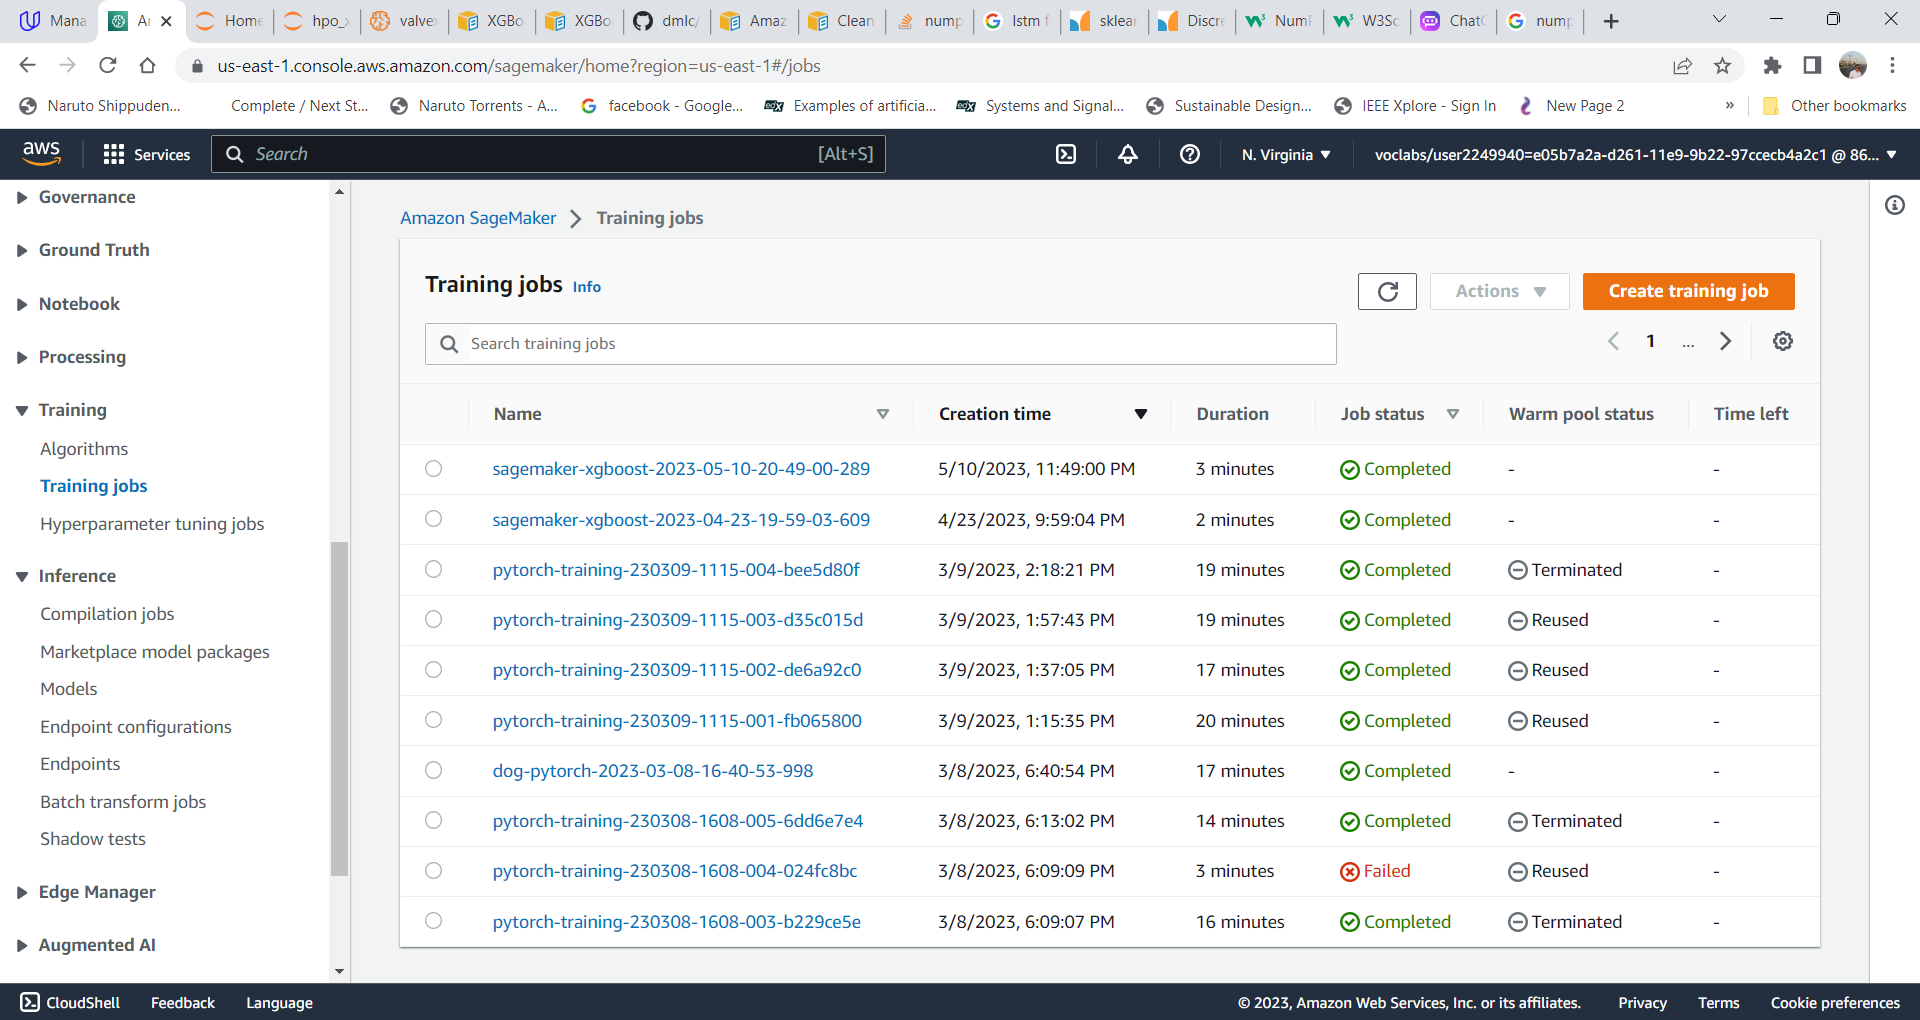 Mana
A
Home
hpo_x
valvex
XGBo
XGBo
dmlc/
Amaz
Clean
nump
lstm f
sklear
Discre
NumP
W3Sc
ChatG
nump
us-east-1.console.aws.amazon.com/sagemaker/home?region=us-east-1#/jobs
Naruto Shippuden...
Complete / Next St...
Naruto Torrents - A...
facebook - Google...
edX Examples of artificia...
edX Systems and Signal...
Sustainable Design...
IEEE Xplore - Sign In
New Page 2
»
Other bookmarks
aws Services Search [Alt+S] N. Virginia ▼ voclabs/user2249940=e05b7a2a-d261-11e9-9b22-97ccecb4a2c1 @ 86... ▼
Governance
Ground Truth
Notebook
Processing
Training
Algorithms
Training jobs
Hyperparameter tuning jobs
Inference
Compilation jobs
Marketplace model packages
Models
Endpoint configurations
Endpoints
Batch transform jobs
Shadow tests
Edge Manager
Augmented AI
Amazon SageMaker > Training jobs
Training jobs Info
Actions ▼
Create training job
Search training jobs
1 ...
Name Creation time Duration Job status Warm pool status Time left
sagemaker-xgboost-2023-05-10-20-49-00-289 5/10/2023, 11:49:00 PM 3 minutes Completed - -
sagemaker-xgboost-2023-04-23-19-59-03-609 4/23/2023, 9:59:04 PM 2 minutes Completed - -
pytorch-training-230309-1115-004-bee5d80f 3/9/2023, 2:18:21 PM 19 minutes Completed Terminated -
pytorch-training-230309-1115-003-d35c015d 3/9/2023, 1:57:43 PM 19 minutes Completed Reused -
pytorch-training-230309-1115-002-de6a92c0 3/9/2023, 1:37:05 PM 17 minutes Completed Reused -
pytorch-training-230309-1115-001-fb065800 3/9/2023, 1:15:35 PM 20 minutes Completed Reused -
dog-pytorch-2023-03-08-16-40-53-998 3/8/2023, 6:40:54 PM 17 minutes Completed - -
pytorch-training-230308-1608-005-6dd6e7e4 3/8/2023, 6:13:02 PM 14 minutes Completed Terminated -
pytorch-training-230308-1608-004-024fc8bc 3/8/2023, 6:09:09 PM 3 minutes Failed Reused -
pytorch-training-230308-1608-003-b229ce5e 3/8/2023, 6:09:07 PM 16 minutes Completed Terminated -
CloudShell Feedback Language © 2023, Amazon Web Services, Inc. or its affiliates. Privacy Terms Cookie preferences